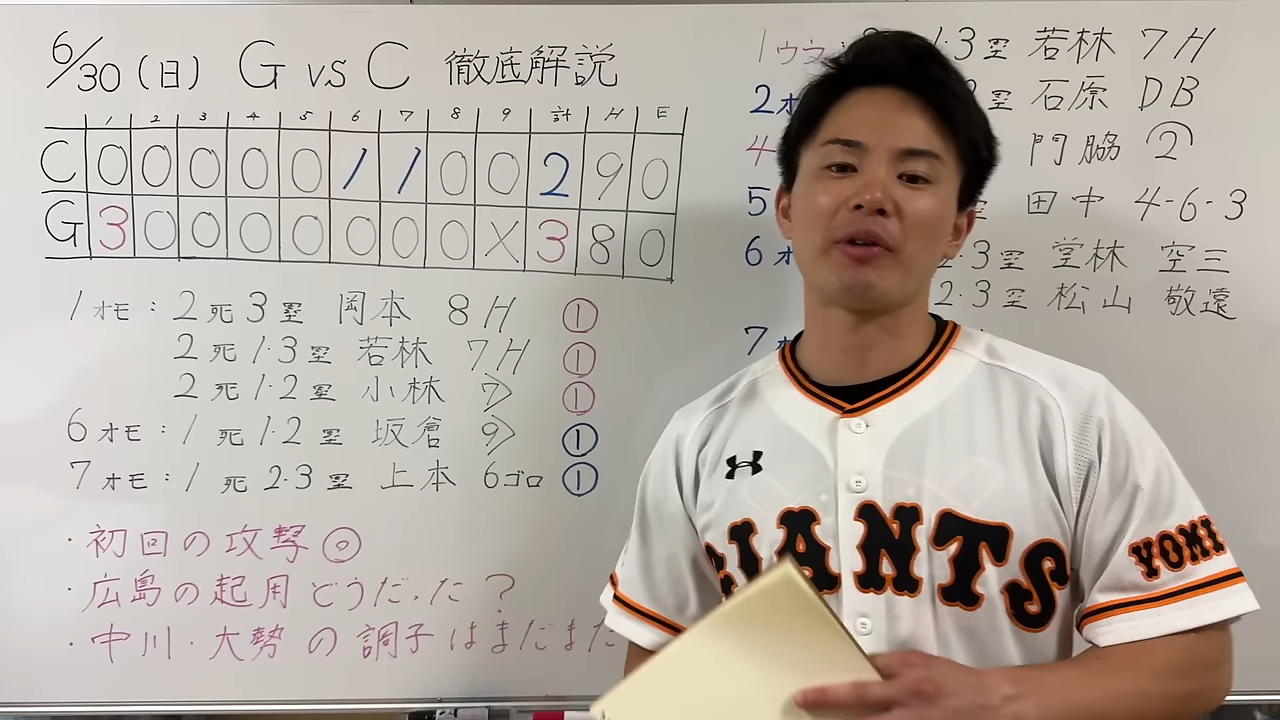 6/30(日) G vs C 徹底解説
1 2 3 4 5 6 7 8 9 計 H E
C 0 0 0 0 0 1 1 0 0 2 9 0
G 3 0 0 0 0 0 0 0 X 3 8 0
1オモ:2死3塁 岡本 8H ①
2死1・3塁 若林 7H ①
2死1・2塁 小林 7> ①
6オモ:1死1・2塁 坂倉 9> ①
7オモ:1死2・3塁 上本 6ゴロ ①
・初回の攻撃◎
・広島の起用どうだった?
・中川・大勢の調子はまだまた
1ウラ: 1・3塁 若林 7H
2オ 塁 石原 DB
4 門脇 2
5 塁 田中 4-6-3
6オ 2・3塁 堂林 空三
2・3塁 松山 敬遠
7オ
GIANTS
YOMI